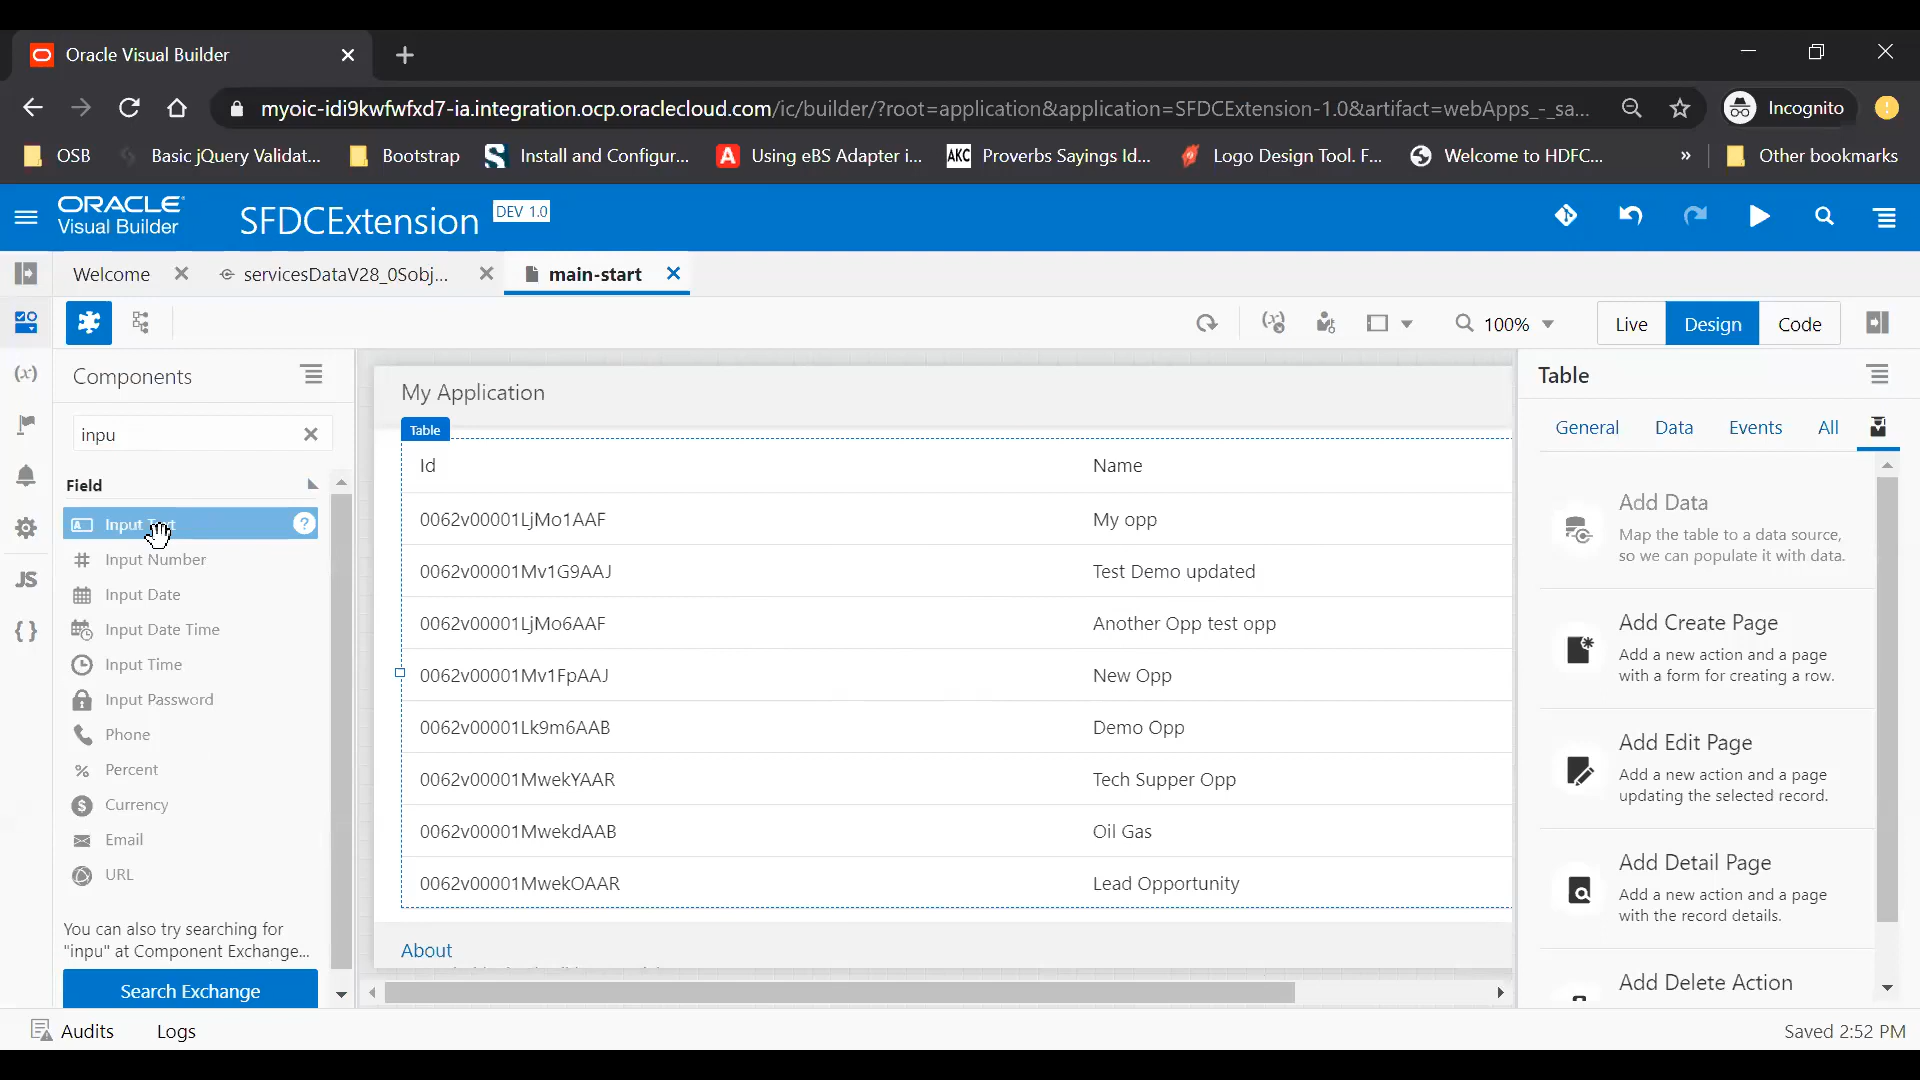 Oracle Visual Builder
myoic-idi9kwfwfxd7-ia.integration.ocp.oraclecloud.com/ic/builder/?root=application&application=SFDCExtension-1.0&artifact=webApps_-_sa...
Incognito
OSB
Basic jQuery Validat...
Bootstrap
Install and Configur...
A
Using eBS Adapter i...
AKC
Proverbs Sayings Id...
Logo Design Tool. F...
Welcome to HDFC...
»
Other bookmarks
ORACLE
Visual Builder
SFDCExtension
DEV 1.0
Welcome
servicesDataV28_0Sobj...
main-start
100%
Live
Design
Code
Components
inpu
Field
Input Text
?
Input Number
Input Date
Input Date Time
Input Time
Input Password
Phone
Percent
Currency
Email
URL
You can also try searching for
"inpu" at Component Exchange...
Search Exchange
(x)
JS
{ }
My Application
Table
Id
Name
0062v00001LjMo1AAF
My opp
0062v00001Mv1G9AAJ
Test Demo updated
0062v00001LjMo6AAF
Another Opp test opp
0062v00001Mv1FpAAJ
New Opp
0062v00001Lk9m6AAB
Demo Opp
0062v00001MwekYAAR
Tech Supper Opp
0062v00001MwekdAAB
Oil Gas
0062v00001MwekOAAR
Lead Opportunity
About
Table
General
Data
Events
All
Add Data
Map the table to a data source,
so we can populate it with data.
Add Create Page
Add a new action and a page
with a form for creating a row.
Add Edit Page
Add a new action and a page
updating the selected record.
Add Detail Page
Add a new action and a page
with the record details.
Add Delete Action
Audits
Logs
Saved 2:52 PM